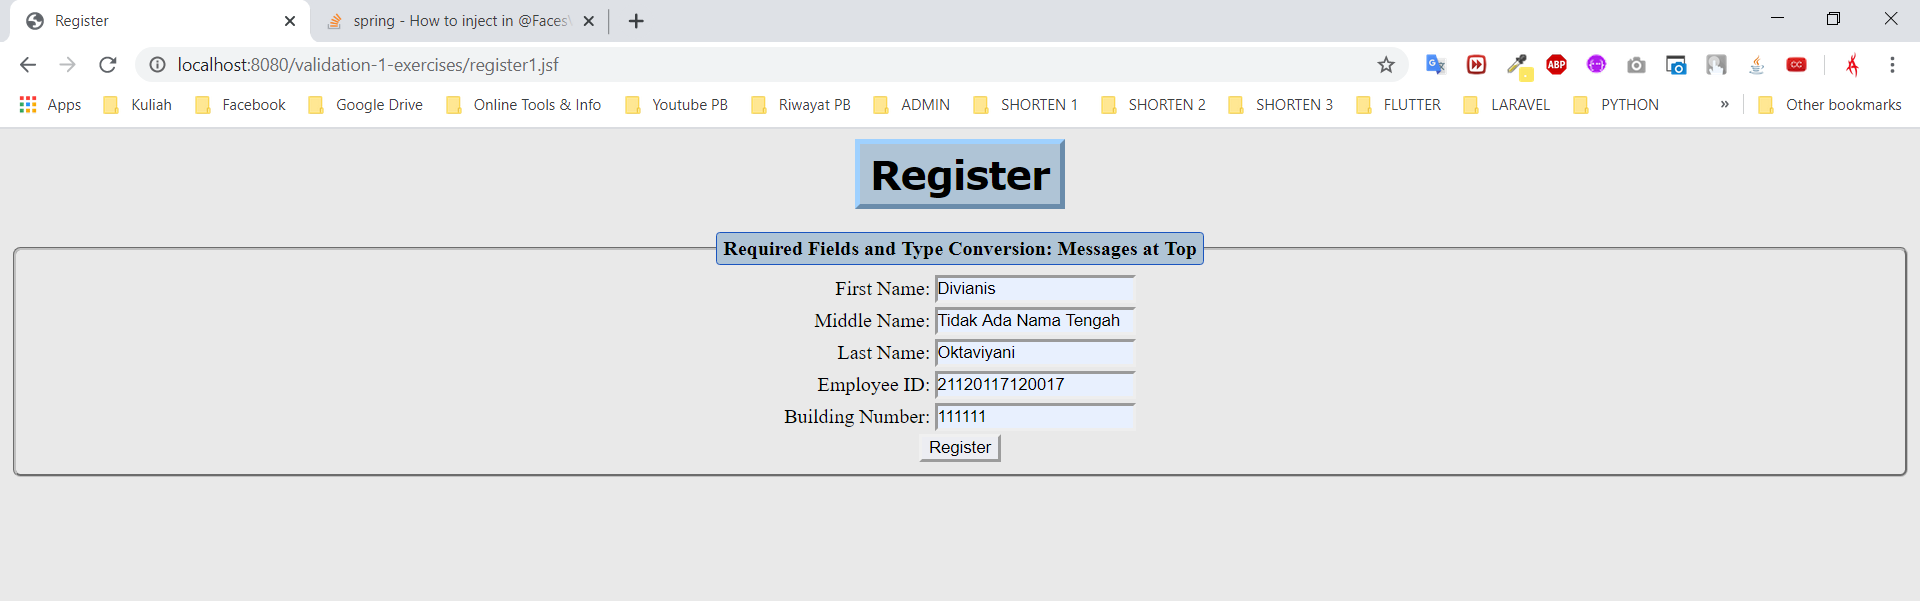 Register
spring - How to inject in @Faces
localhost:8080/validation-1-exercises/register1.jsf
ABP
CC
Apps Kuliah Facebook Google Drive Online Tools & Info Youtube PB Riwayat PB ADMIN SHORTEN 1 SHORTEN 2 SHORTEN 3 FLUTTER LARAVEL PYTHON » Other bookmarks
Register
Required Fields and Type Conversion: Messages at Top
First Name: Divianis
Middle Name: Tidak Ada Nama Tengah
Last Name: Oktaviyani
Employee ID: 21120117120017
Building Number: 111111
Register